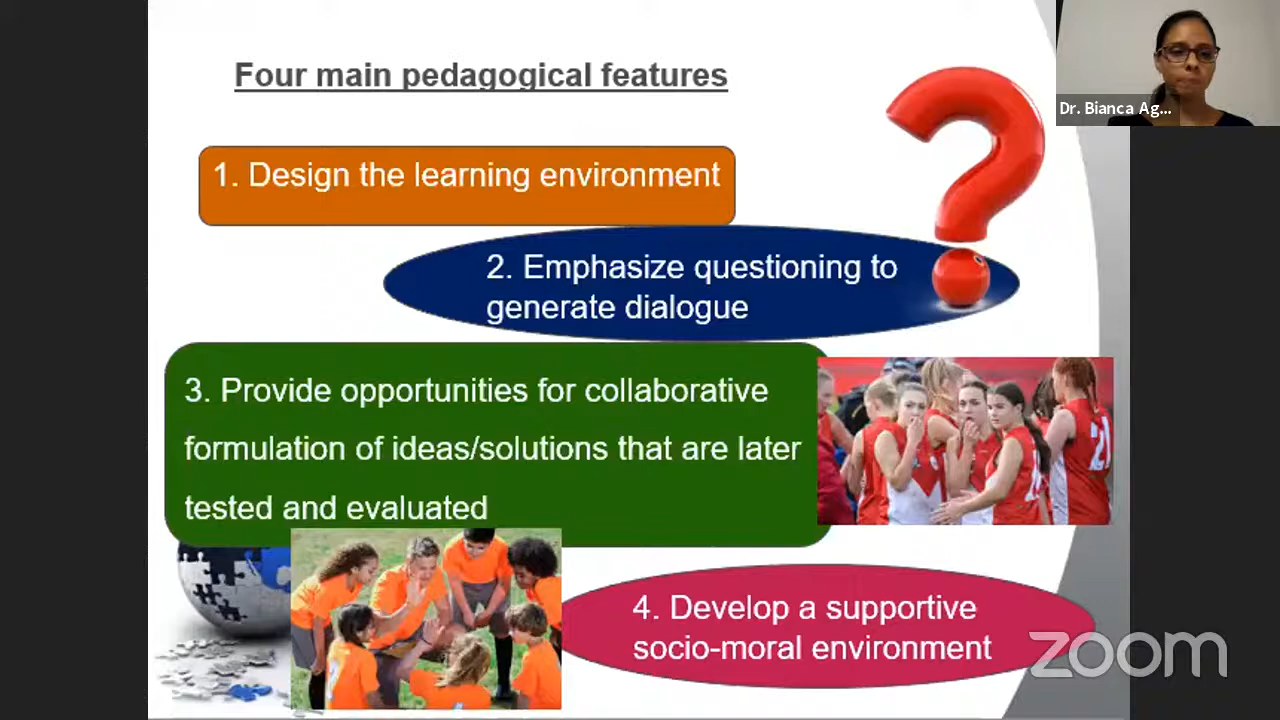 Four main pedagogical features
Dr. Bianca Ag...
1. Design the learning environment
2. Emphasize questioning to
generate dialogue
3. Provide opportunities for collaborative
formulation of ideas/solutions that are later
tested and evaluated
21
4. Develop a supportive
socio-moral environment
zoom